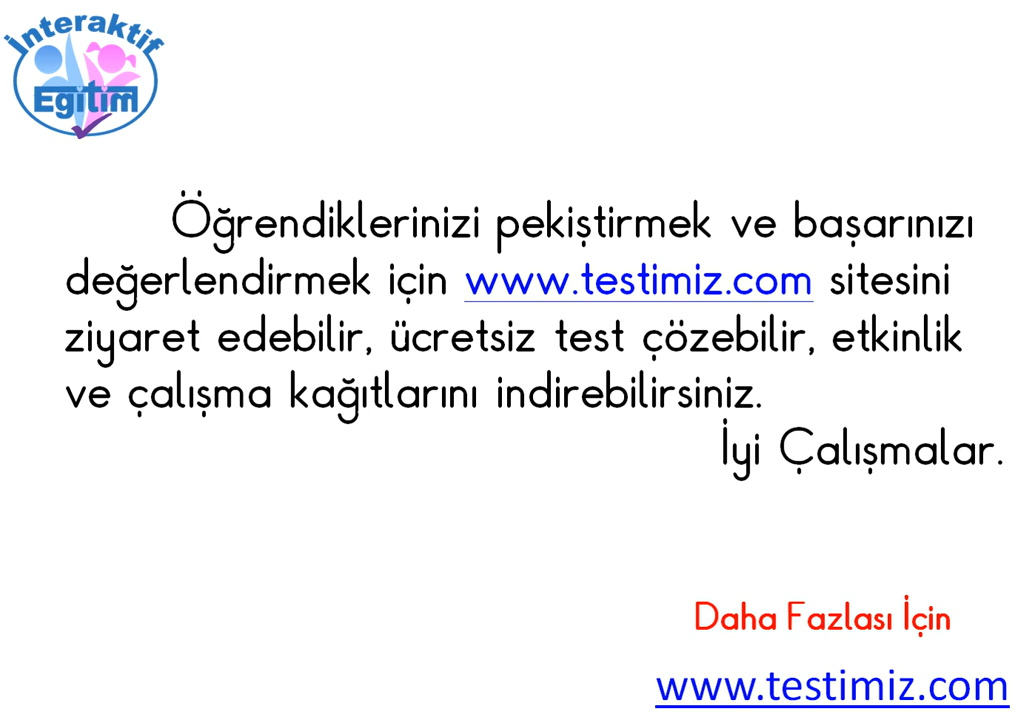 İnteraktif
Egitim
Öğrendiklerinizi pekiştirmek ve başarınızı
değerlendirmek için www.testimiz.com sitesini
ziyaret edebilir, ücretsiz test çözebilir, etkinlik
ve çalışma kağıtlarını indirebilirsiniz.
İyi Çalışmalar.
Daha Fazlası İçin
www.testimiz.com